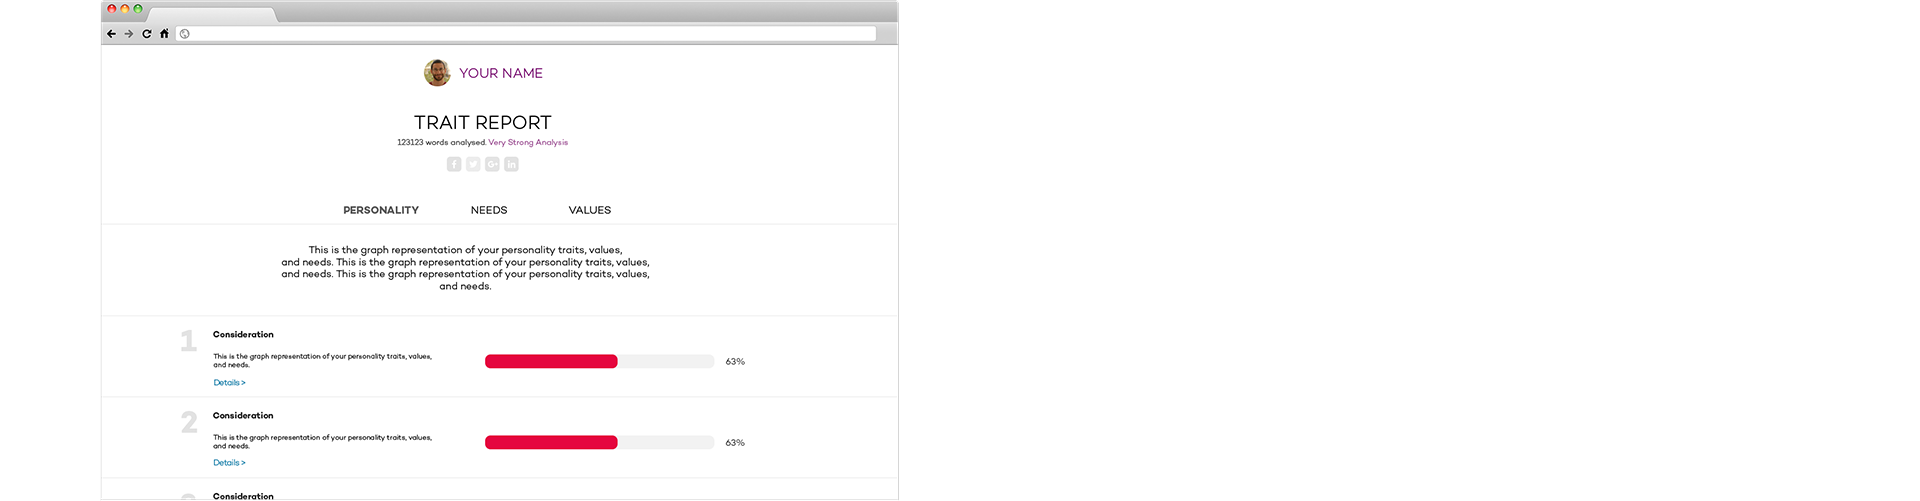 YOUR NAME
TRAIT REPORT
123123 words analysed. Very Strong Analysis
PERSONALITY NEEDS VALUES
This is the graph representation of your personality traits, values,
and needs. This is the graph representation of your personality traits, values,
and needs. This is the graph representation of your personality traits, values,
and needs.
1 Consideration
This is the graph representation of your personality traits, values,
and needs.
63%
Details >
2 Consideration
This is the graph representation of your personality traits, values,
and needs.
63%
Details >
Consideration